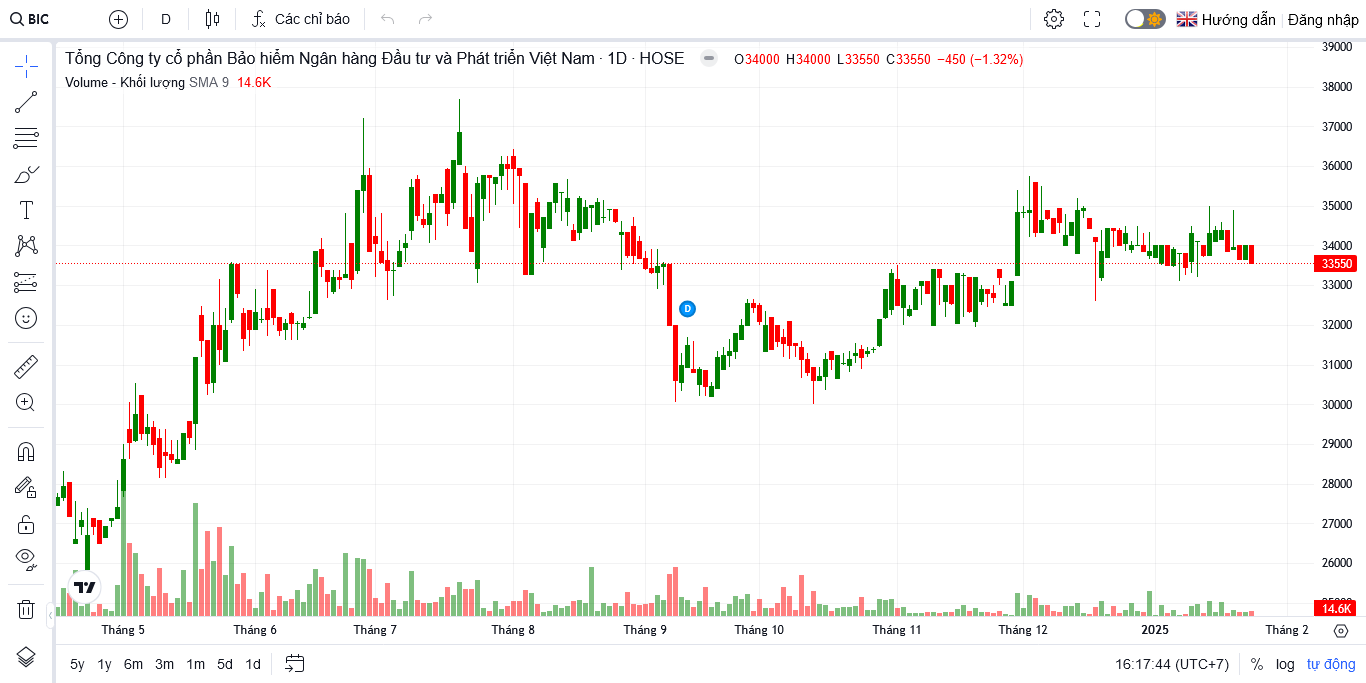 BIC D Các chỉ báo Hướng dẫn Đăng nhập
Tổng Công ty cổ phần Bảo hiểm Ngân hàng Đầu tư và Phát triển Việt Nam · 1D · HOSE O34000 H34000 L33550 C33550 −450 (−1.32%)
Volume - Khối lượng SMA 9 14.6K
39000
38000
37000
36000
35000
34000
33550
33000
32000
31000
30000
29000
28000
27000
26000
14.6K
D
Tháng 5 Tháng 6 Tháng 7 Tháng 8 Tháng 9 Tháng 10 Tháng 11 Tháng 12 2025 Tháng 2
5y 1y 6m 3m 1m 5d 1d 16:17:44 (UTC+7) % log tự động